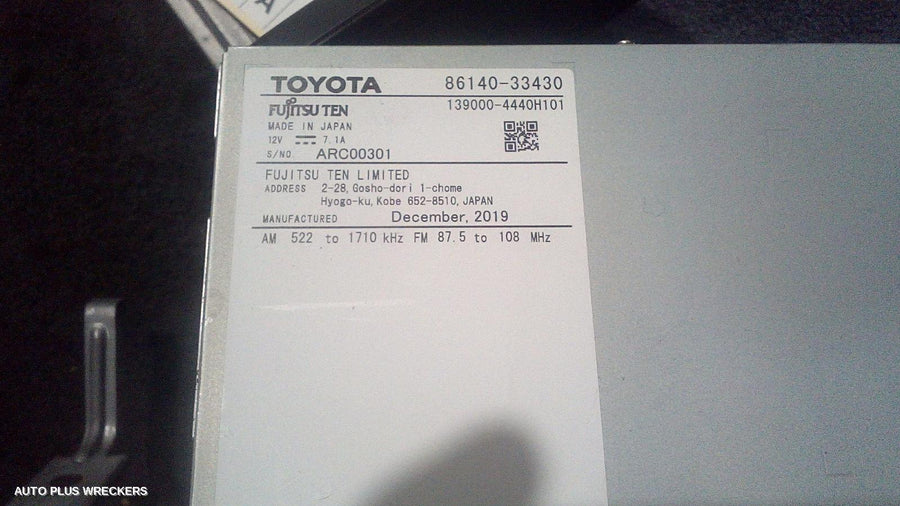 TOYOTA 86140-33430
FUJITSU TEN 139000-4440H101
MADE IN JAPAN
12V 7.1A
S/NO ARC00301
FUJITSU TEN LIMITED
ADDRESS 2-28, Gosho-dori 1-chome
Hyogo-ku, Kobe 652-8510, JAPAN
MANUFACTURED December, 2019
AM 522 to 1710 kHz FM 87.5 to 108 MHz
AUTO PLUS WRECKERS